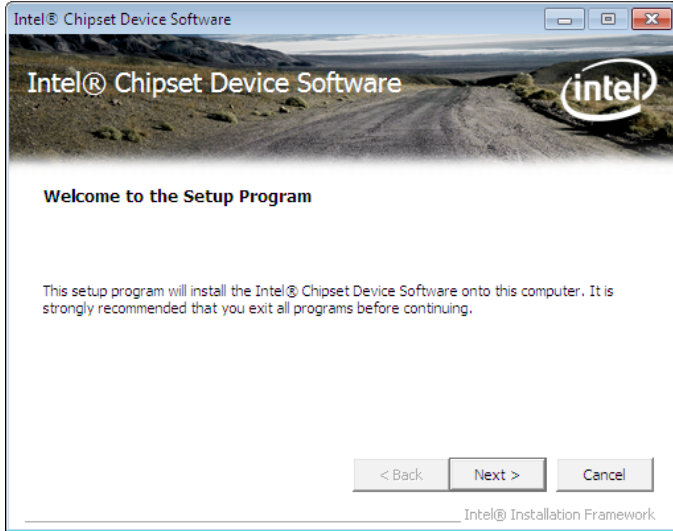 Intel® Chipset Device Software
Intel® Chipset Device Software
intel
Welcome to the Setup Program
This setup program will install the Intel® Chipset Device Software onto this computer. It is
strongly recommended that you exit all programs before continuing.
< Back Next > Cancel
Intel® Installation Framework